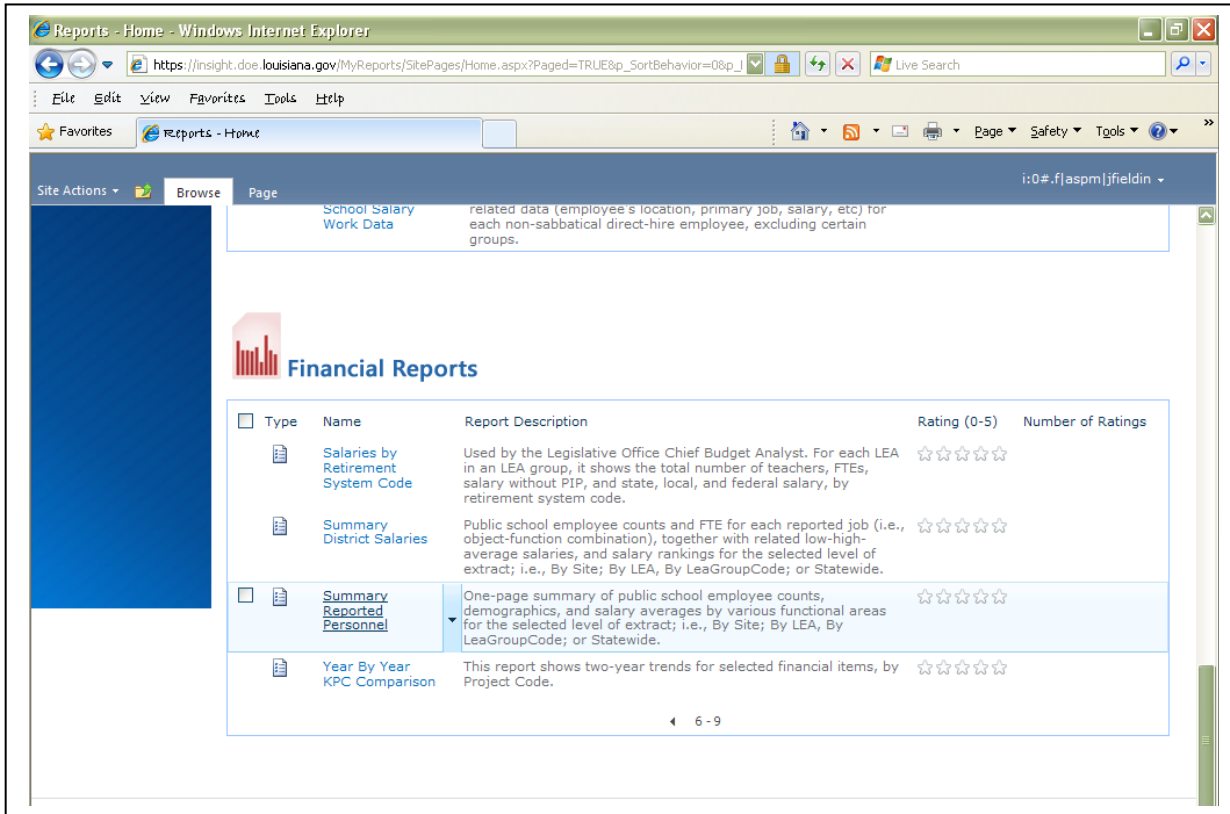 Reports - Home - Windows Internet Explorer
https://insight.doe.louisiana.gov/MyReports/SitePages/Home.aspx?Paged=TRUE&p_SortBehavior=0&p_
Live Search
File Edit View Favorites Tools Help
Favorites
Reports - Home
Page Safety Tools
Site Actions
Browse
Page
i:0#.f|aspm|jfieldin
School Salary
Work Data
related data (employee's location, primary job, salary, etc) for
each non-sabbatical direct-hire employee, excluding certain
groups.
Financial Reports
Type Name Report Description Rating (0-5) Number of Ratings
Salaries by
Retirement
System Code
Used by the Legislative Office Chief Budget Analyst. For each LEA
in an LEA group, it shows the total number of teachers, FTEs,
salary without PIP, and state, local, and federal salary, by
retirement system code.
Summary
District Salaries
Public school employee counts and FTE for each reported job (i.e.,
object-function combination), together with related low-high-
average salaries, and salary rankings for the selected level of
extract; i.e., By Site; By LEA, By LeaGroupCode; or Statewide.
Summary
Reported
Personnel
One-page summary of public school employee counts,
demographics, and salary averages by various functional areas
for the selected level of extract; i.e., By Site; By LEA, By
LeaGroupCode; or Statewide.
Year By Year
KPC Comparison
This report shows two-year trends for selected financial items, by
Project Code.
6 - 9